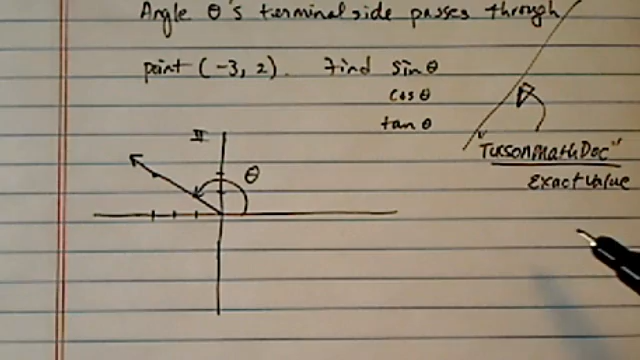 Angle θ's terminal side passes through
point (-3, 2). Find sin θ
cos θ
tan θ
"TucsonMathDoc"
Exact Value
II
θ